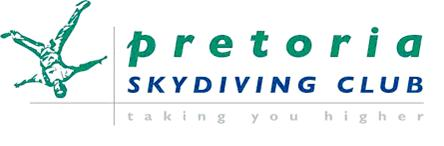 pretoria
SKYDIVING CLUB
taking you higher